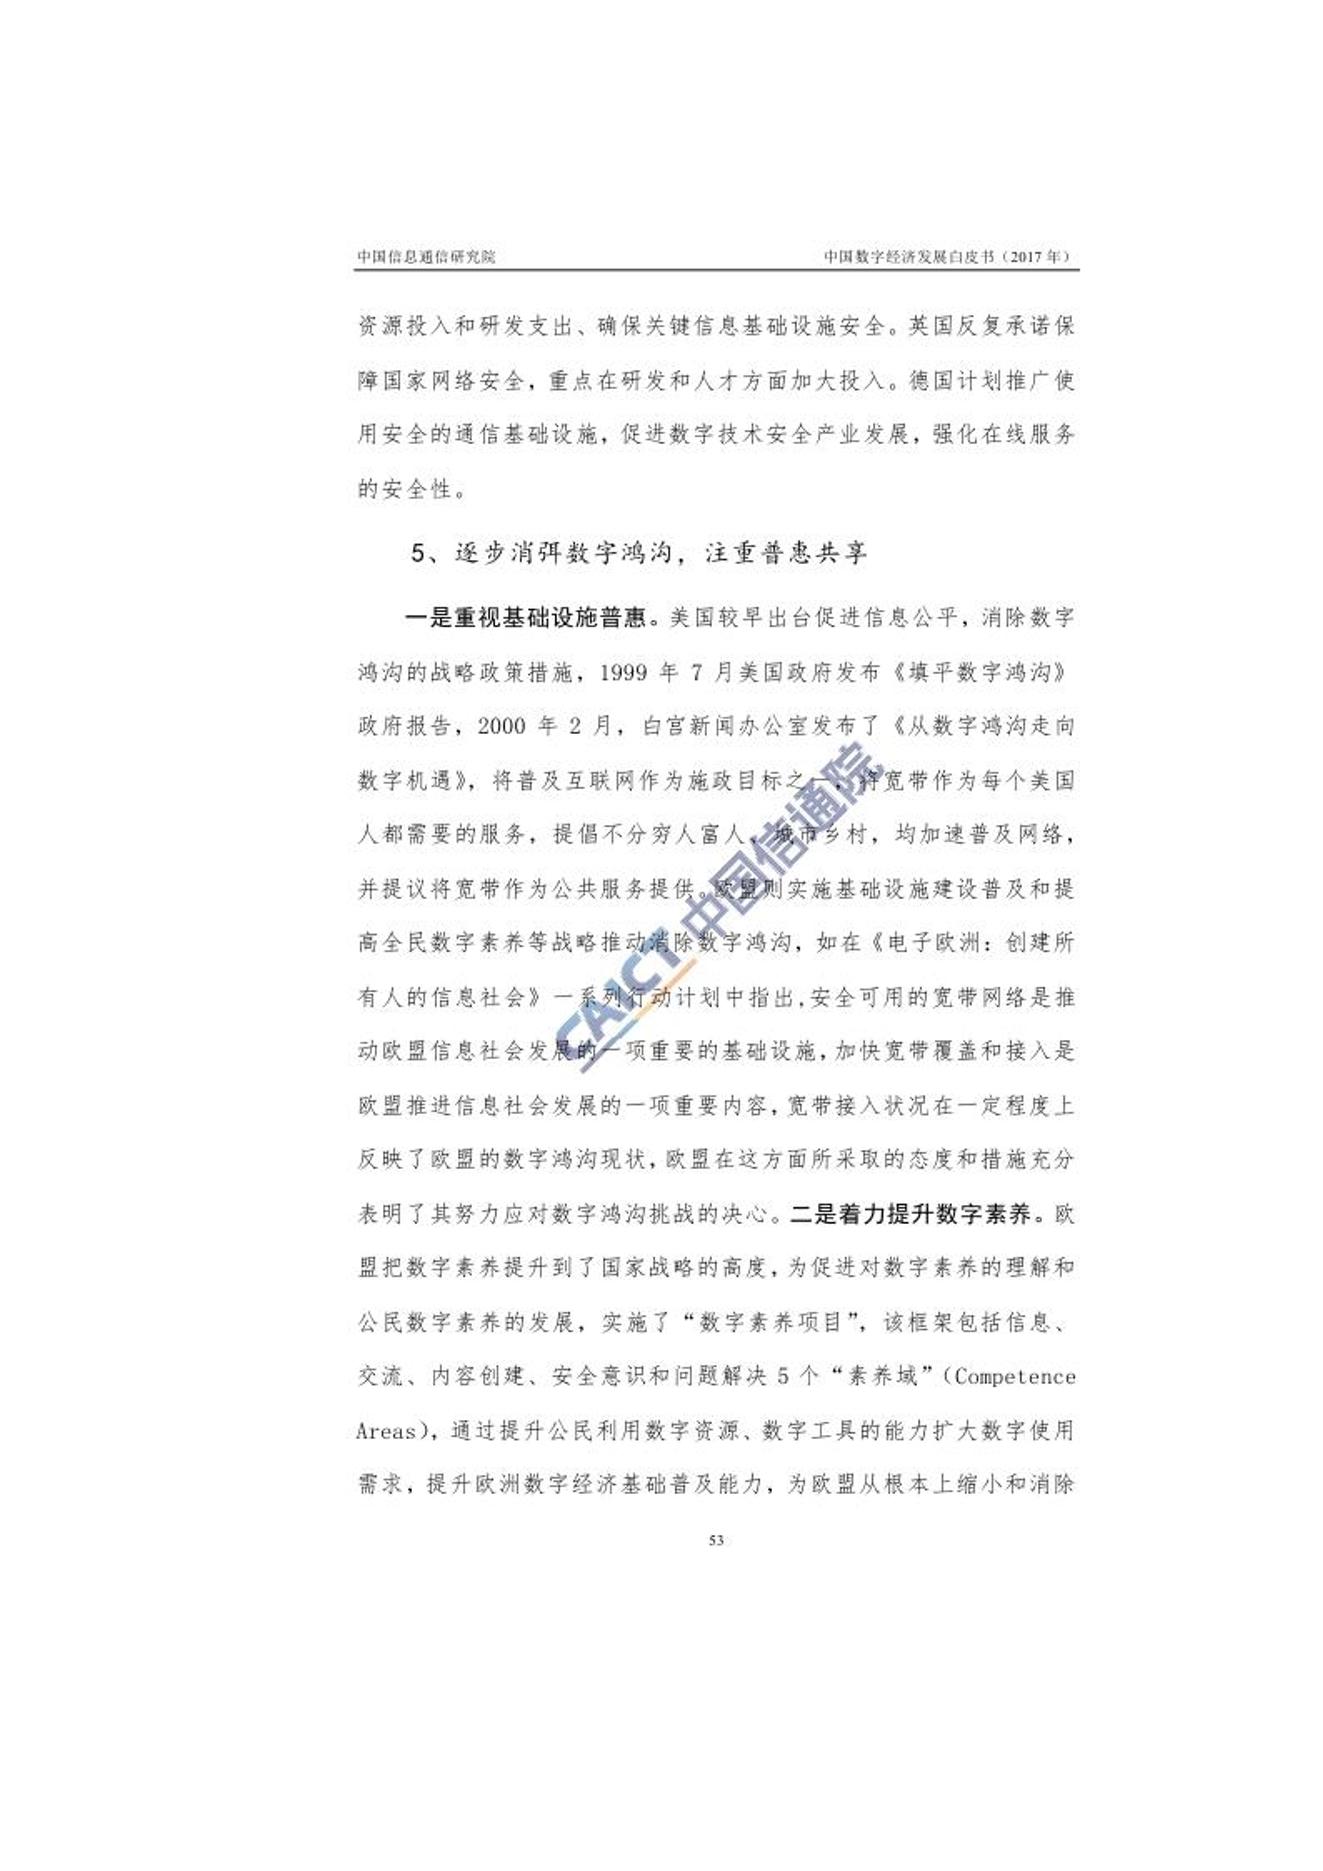 中国信息通信研究院 中国数字经济发展白皮书（2017 年）
资源投入和研发支出、确保关键信息基础设施安全。英国反复承诺保
障国家网络安全，重点在研发和人才方面加大投入。德国计划推广使
用安全的通信基础设施，促进数字技术安全产业发展，强化在线服务
的安全性。
5、逐步消弭数字鸿沟，注重普惠共享
一是重视基础设施普惠。美国较早出台促进信息公平，消除数字
鸿沟的战略政策措施，1999 年 7 月美国政府发布《填平数字鸿沟》
政府报告，2000 年 2 月，白宫新闻办公室发布了《从数字鸿沟走向
数字机遇》，将普及互联网作为施政目标之一，将宽带作为每个美国
人都需要的服务，提倡不分穷人富人、城市乡村，均加速普及网络，
并提议将宽带作为公共服务提供。欧盟则实施基础设施建设普及和提
高全民数字素养等战略推动消除数字鸿沟，如在《电子欧洲：创建所
有人的信息社会》一系列行动计划中指出，安全可用的宽带网络是推
动欧盟信息社会发展的一项重要的基础设施，加快宽带覆盖和接入是
欧盟推进信息社会发展的一项重要内容，宽带接入状况在一定程度上
反映了欧盟的数字鸿沟现状，欧盟在这方面所采取的态度和措施充分
表明了其努力应对数字鸿沟挑战的决心。二是着力提升数字素养。欧
盟把数字素养提升到了国家战略的高度，为促进对数字素养的理解和
公民数字素养的发展，实施了“数字素养项目”，该框架包括信息、
交流、内容创建、安全意识和问题解决 5 个“素养域”（Competence
Areas），通过提升公民利用数字资源、数字工具的能力扩大数字使用
需求，提升欧洲数字经济基础普及能力，为欧盟从根本上缩小和消除
53
CAICT 中国信通院